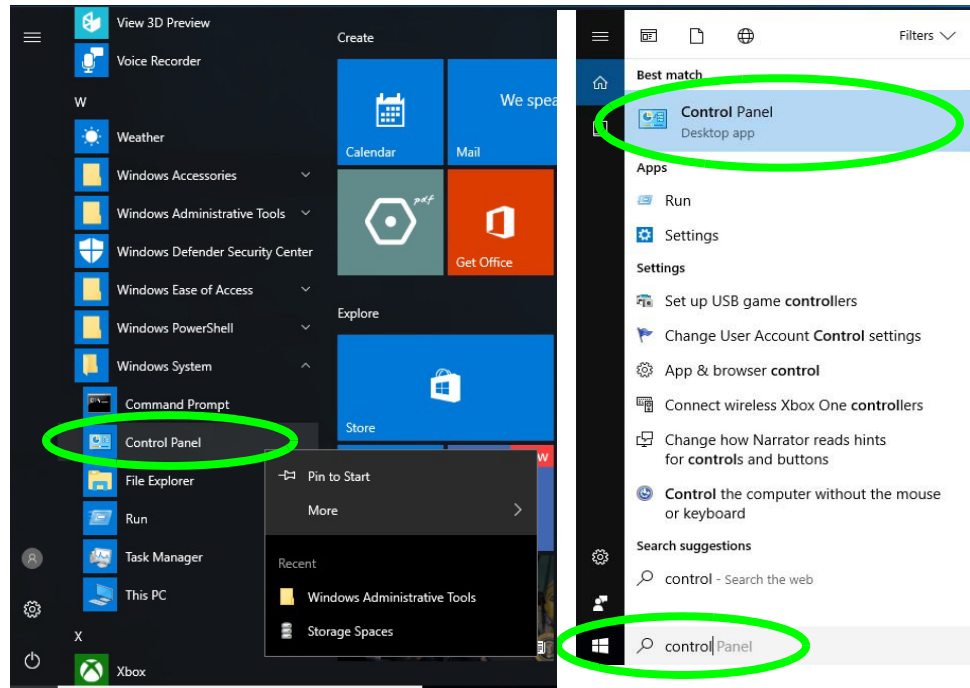 View 3D Preview
Voice Recorder
W
Weather
Windows Accessories
Windows Administrative Tools
Windows Defender Security Center
Windows Ease of Access
Windows PowerShell
Windows System
Command Prompt
Control Panel
File Explorer
Run
Task Manager
This PC
X
Xbox
Create
We spea
Calendar
Mail
pdf
Get Office
Explore
Store
w
Pin to Start
More
Recent
Windows Administrative Tools
Storage Spaces
Filters
Best match
Control Panel
Desktop app
Apps
Run
Settings
Settings
Set up USB game controllers
Change User Account Control settings
App & browser control
Connect wireless Xbox One controllers
Change how Narrator reads hints
for controls and buttons
Control the computer without the mouse
or keyboard
Search suggestions
control - Search the web
control Panel